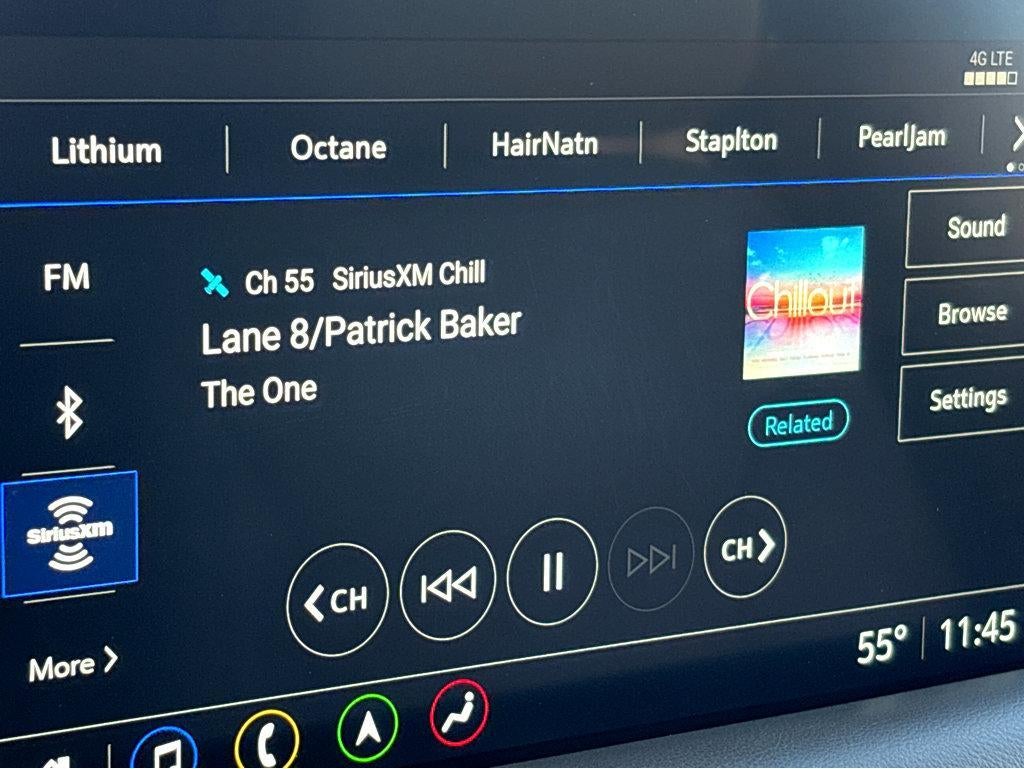 4G LTE
Lithium Octane HairNatn Staplton PearlJam
Sound
FM
Ch 55 SiriusXM Chill
Chillout
Lane 8/Patrick Baker
Browse
The One
Settings
Related
SiriusXM
CH
CH
More
55° 11:45